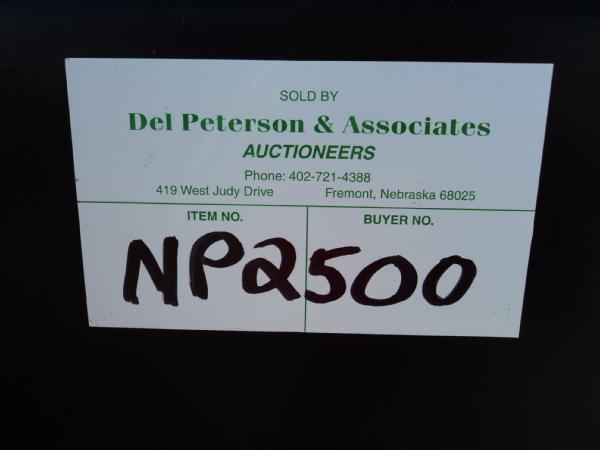 SOLD BY
Del Peterson & Associates
AUCTIONEERS
Phone: 402-721-4388
419 West Judy Drive Fremont, Nebraska 68025
ITEM NO. BUYER NO.
NP2500